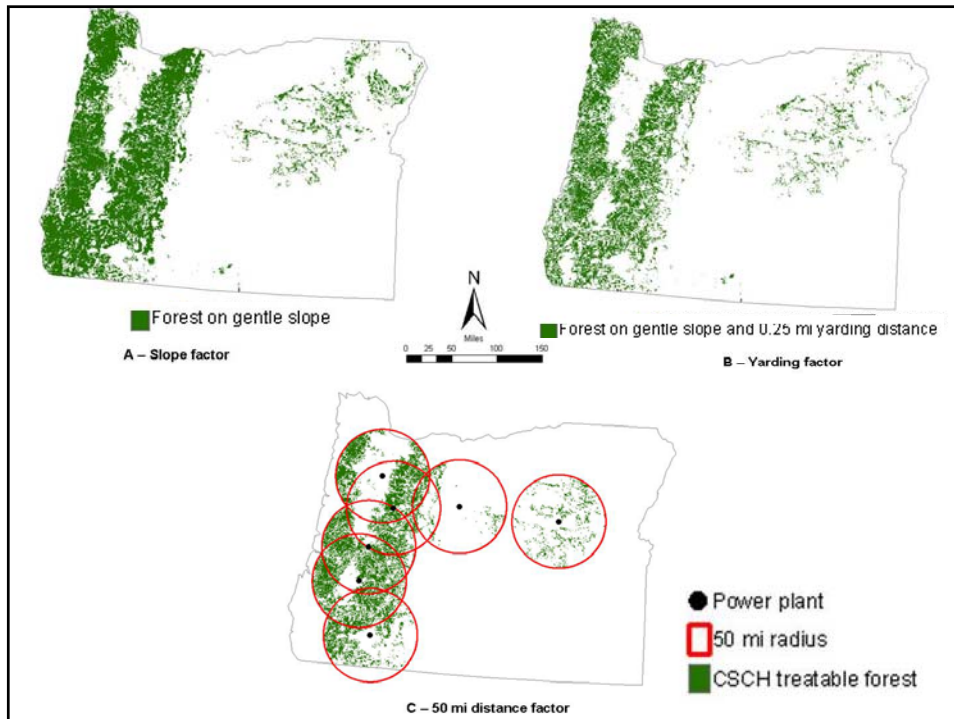 Forest on gentle slope
A – Slope factor
N
Miles
0 25 50 100 150
Forest on gentle slope and 0.25 mi yarding distance
B – Yarding factor
Power plant
50 mi radius
CSCH treatable forest
C – 50 mi distance factor